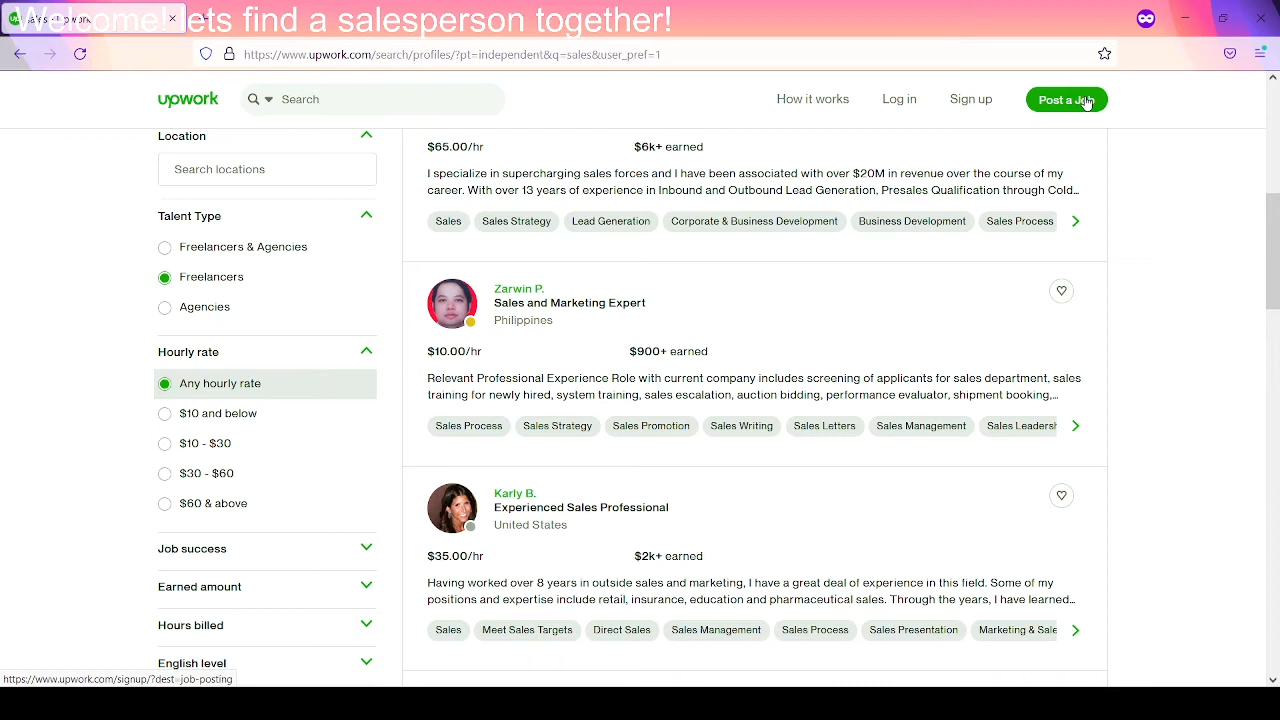 Welcome! lets find a salesperson together!
https://www.upwork.com/search/profiles/?pt=independent&q=sales&user_pref=1
upwork
Search
How it works
Log in
Sign up
Post a Job
Location
Search locations
Talent Type
Freelancers & Agencies
Freelancers
Agencies
Hourly rate
Any hourly rate
$10 and below
$10 - $30
$30 - $60
$60 & above
Job success
Earned amount
Hours billed
English level
$65.00/hr
$6k+ earned
I specialize in supercharging sales forces and I have been associated with over $20M in revenue over the course of my
career. With over 13 years of experience in Inbound and Outbound Lead Generation, Presales Qualification through Cold...
Sales
Sales Strategy
Lead Generation
Corporate & Business Development
Business Development
Sales Process
Zarwin P.
Sales and Marketing Expert
Philippines
$10.00/hr
$900+ earned
Relevant Professional Experience Role with current company includes screening of applicants for sales department, sales
training for newly hired, system training, sales escalation, auction bidding, performance evaluator, shipment booking,...
Sales Process
Sales Strategy
Sales Promotion
Sales Writing
Sales Letters
Sales Management
Sales Leadersh
Karly B.
Experienced Sales Professional
United States
$35.00/hr
$2k+ earned
Having worked over 8 years in outside sales and marketing, I have a great deal of experience in this field. Some of my
positions and expertise include retail, insurance, education and pharmaceutical sales. Through the years, I have learned...
Sales
Meet Sales Targets
Direct Sales
Sales Management
Sales Process
Sales Presentation
Marketing & Sale
https://www.upwork.com/signup/?dest=job-posting